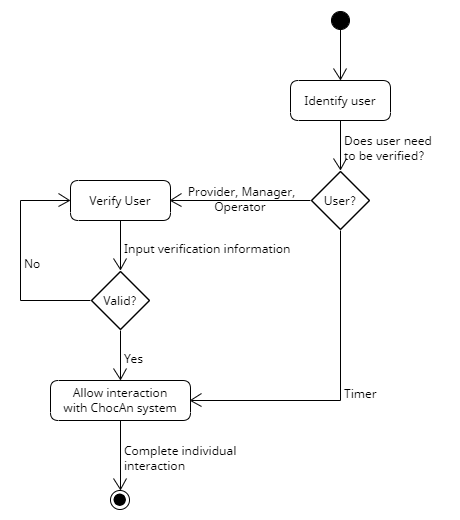 Identify user
Does user need
to be verified?
Provider, Manager,
Operator
Verify User
User?
Input verification information
No
Valid?
Yes
Allow interaction
with ChocAn system
Timer
Complete individual
interaction